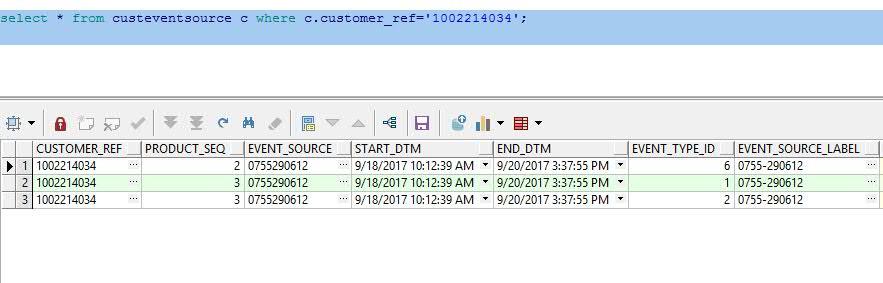 select * from custeventsource c where c.customer_ref='1002214034';
CUSTOMER_REF PRODUCT_SEQ EVENT_SOURCE START_DTM END_DTM EVENT_TYPE_ID EVENT_SOURCE_LABEL
1 1002214034 ... 2 0755290612 ... 9/18/2017 10:12:39 AM 9/20/2017 3:37:55 PM 6 0755-290612 ...
2 1002214034 ... 3 0755290612 ... 9/18/2017 10:12:39 AM 9/20/2017 3:37:55 PM 1 0755-290612 ...
3 1002214034 ... 3 0755290612 ... 9/18/2017 10:12:39 AM 9/20/2017 3:37:55 PM 2 0755-290612 ...